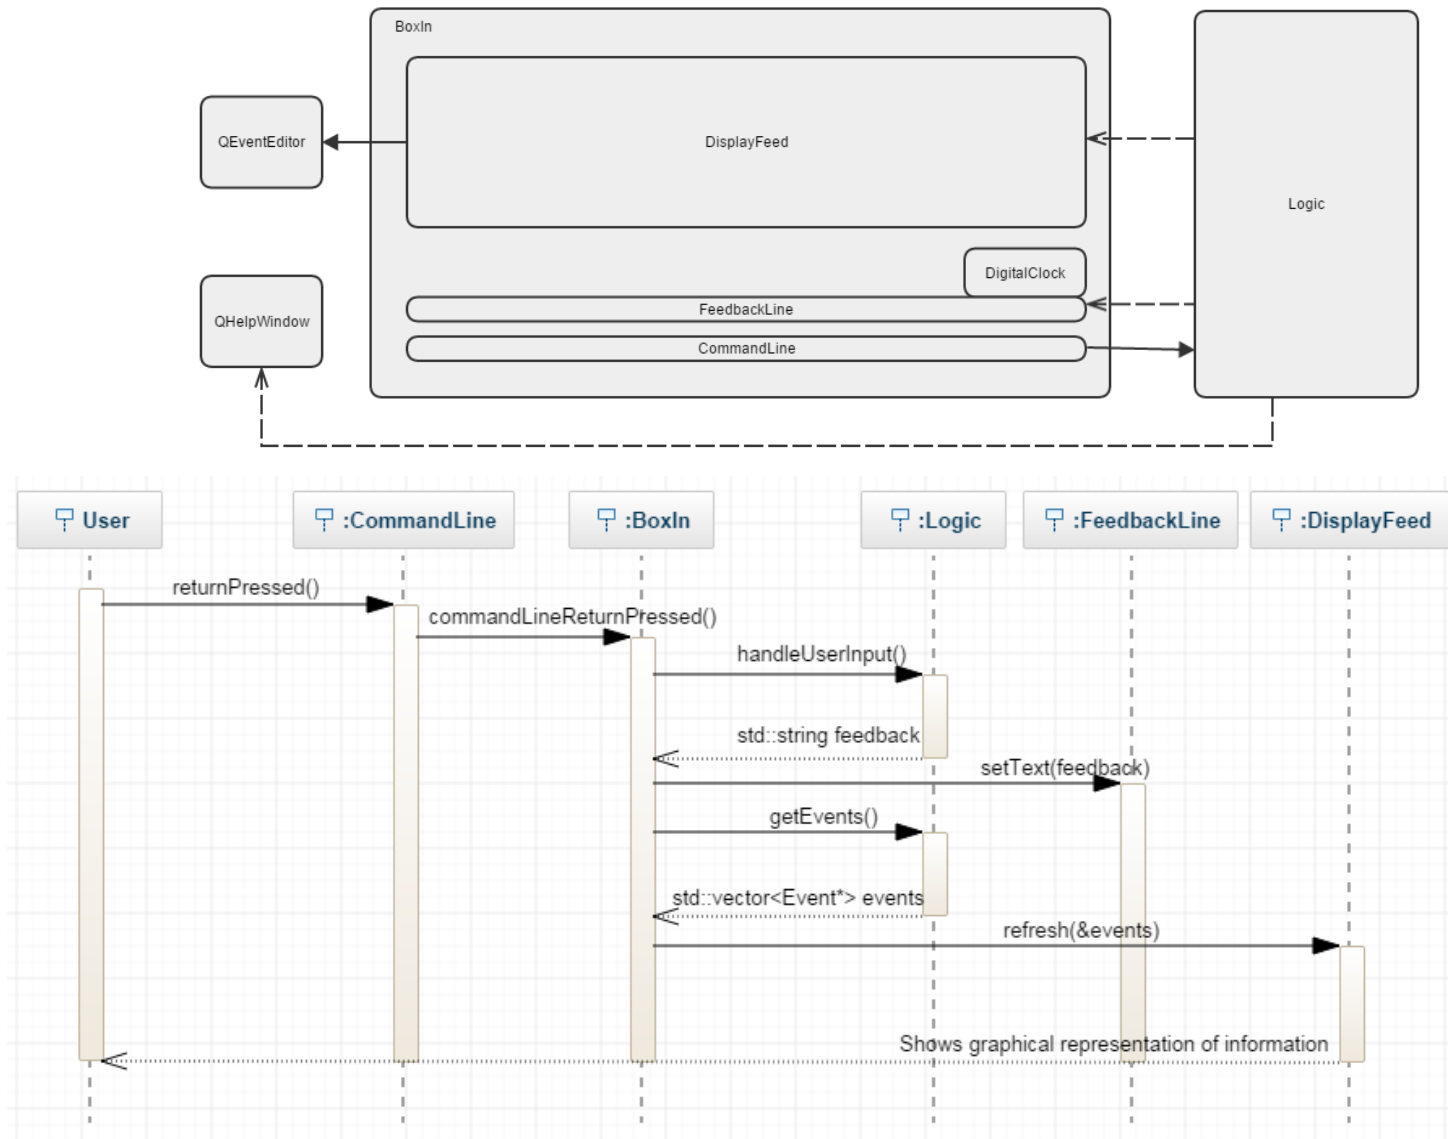 BoxIn
QEventEditor
DisplayFeed
Logic
DigitalClock
QHelpWindow
FeedbackLine
CommandLine
User
:CommandLine
:BoxIn
:Logic
:FeedbackLine
:DisplayFeed
returnPressed()
commandLineReturnPressed()
handleUserInput()
std::string feedback
setText(feedback)
getEvents()
std::vector<Event*> events
refresh(&events)
Shows graphical representation of information